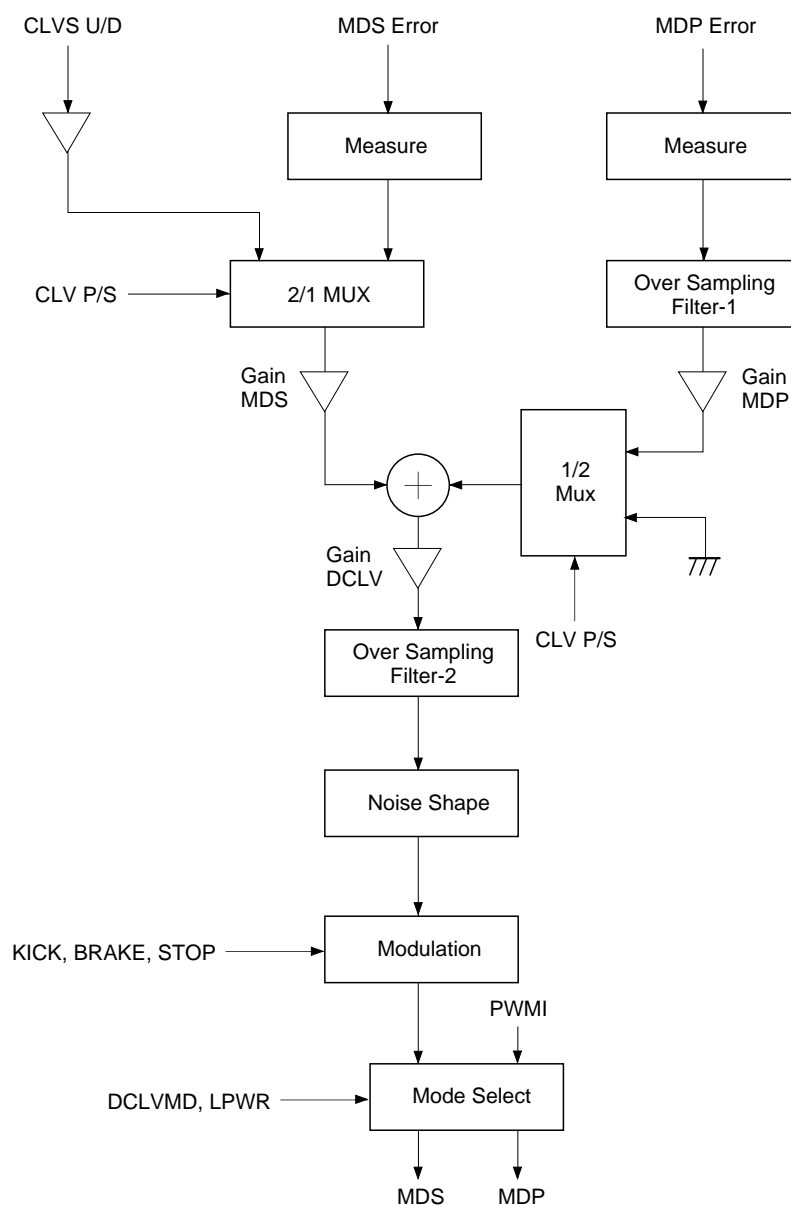 CLVS U/D
MDS Error
MDP Error
Measure
Measure
CLV P/S
2/1 MUX
Over Sampling
Filter-1
Gain
MDS
Gain
MDP
1/2
Mux
Gain
DCLV
CLV P/S
Over Sampling
Filter-2
Noise Shape
KICK, BRAKE, STOP
Modulation
PWMI
DCLVMD, LPWR
Mode Select
MDS
MDP